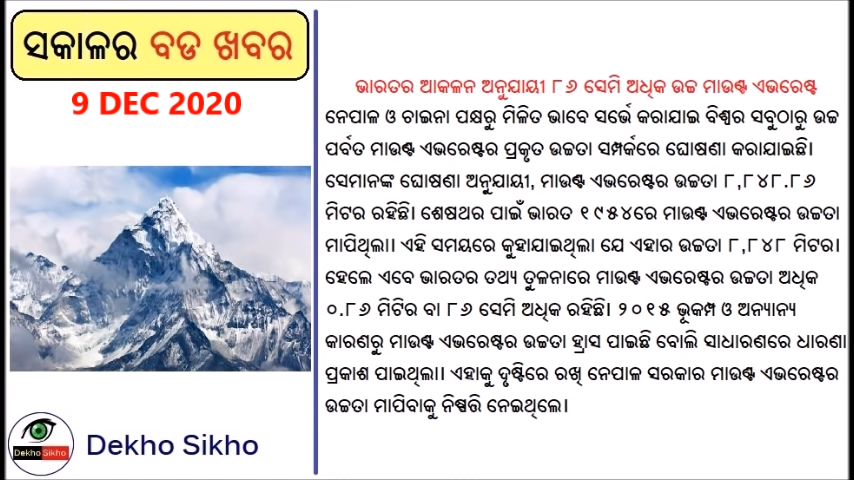 ସକାଳର ବଡ ଖବର
9 DEC 2020
ଭାରତର ଆକଳନ ଅନୁଯାୟୀ ୮୬ ସେମି ଅଧିକ ଉଚ୍ଚ ମାଉଣ୍ଟ ଏଭରେଷ୍ଟ
ନେପାଳ ଓ ଚାଇନା ପକ୍ଷରୁ ମିଳିତ ଭାବେ ସର୍ଭେ କରାଯାଇ ବିଶ୍ୱର ସବୁଠାରୁ ଉଚ୍ଚ
ପର୍ବତ ମାଉଣ୍ଟ ଏଭରେଷ୍ଟର ପ୍ରକୃତ ଉଚ୍ଚତା ସମ୍ପର୍କରେ ଘୋଷଣା କରାଯାଇଛି।
ସେମାନଙ୍କ ଘୋଷଣା ଅନୁଯାୟୀ, ମାଉଣ୍ଟ ଏଭରେଷ୍ଟର ଉଚ୍ଚତା ୮,୮୪୮.୮୬
ମିଟର ରହିଛି। ଶେଷଥର ପାଇଁ ଭାରତ ୧୯୫୪ରେ ମାଉଣ୍ଟ ଏଭରେଷ୍ଟର ଉଚ୍ଚତା
ମାପିଥିଲା। ଏହି ସମୟରେ କୁହାଯାଇଥିଲା ଯେ ଏହାର ଉଚ୍ଚତା ୮,୮୪୮ ମିଟର।
ହେଲେ ଏବେ ଭାରତର ତଥ୍ୟ ତୁଳନାରେ ମାଉଣ୍ଟ ଏଭରେଷ୍ଟର ଉଚ୍ଚତା ଅଧିକ
୦.୮୬ ମିଟିର ବା ୮୬ ସେମି ଅଧିକ ରହିଛି। ୨୦୧୫ ଭୂକମ୍ପ ଓ ଅନ୍ୟାନ୍ୟ
କାରଣରୁ ମାଉଣ୍ଟ ଏଭରେଷ୍ଟର ଉଚ୍ଚତା ହ୍ରାସ ପାଇଛି ବୋଲି ସାଧାରଣରେ ଧାରଣା
ପ୍ରକାଶ ପାଇଥିଲା। ଏହାକୁ ଦୃଷ୍ଟିରେ ରଖି ନେପାଳ ସରକାର ମାଉଣ୍ଟ ଏଭରେଷ୍ଟର
ଉଚ୍ଚତା ମାପିବାକୁ ନିଷ୍ପତ୍ତି ନେଇଥିଲେ।
Dekho Sikho
Dekho Sikho